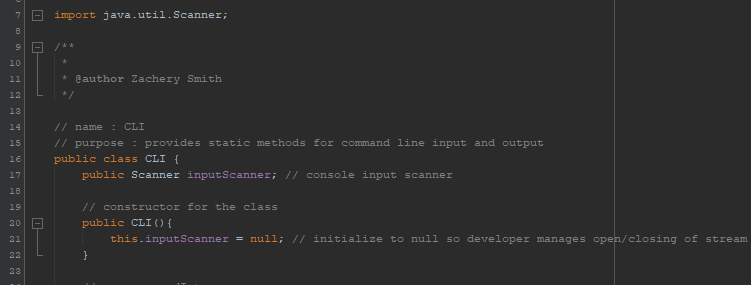 7 import java.util.Scanner;
8
9 /**
10 *
11 * @author Zachery Smith
12 */
13
14 // name : CLI
15 // purpose : provides static methods for command line input and output
16 public class CLI {
17 public Scanner inputScanner; // console input scanner
18
19 // constructor for the class
20 public CLI(){
21 this.inputScanner = null; // initialize to null so developer manages open/closing of stream
22 }
23